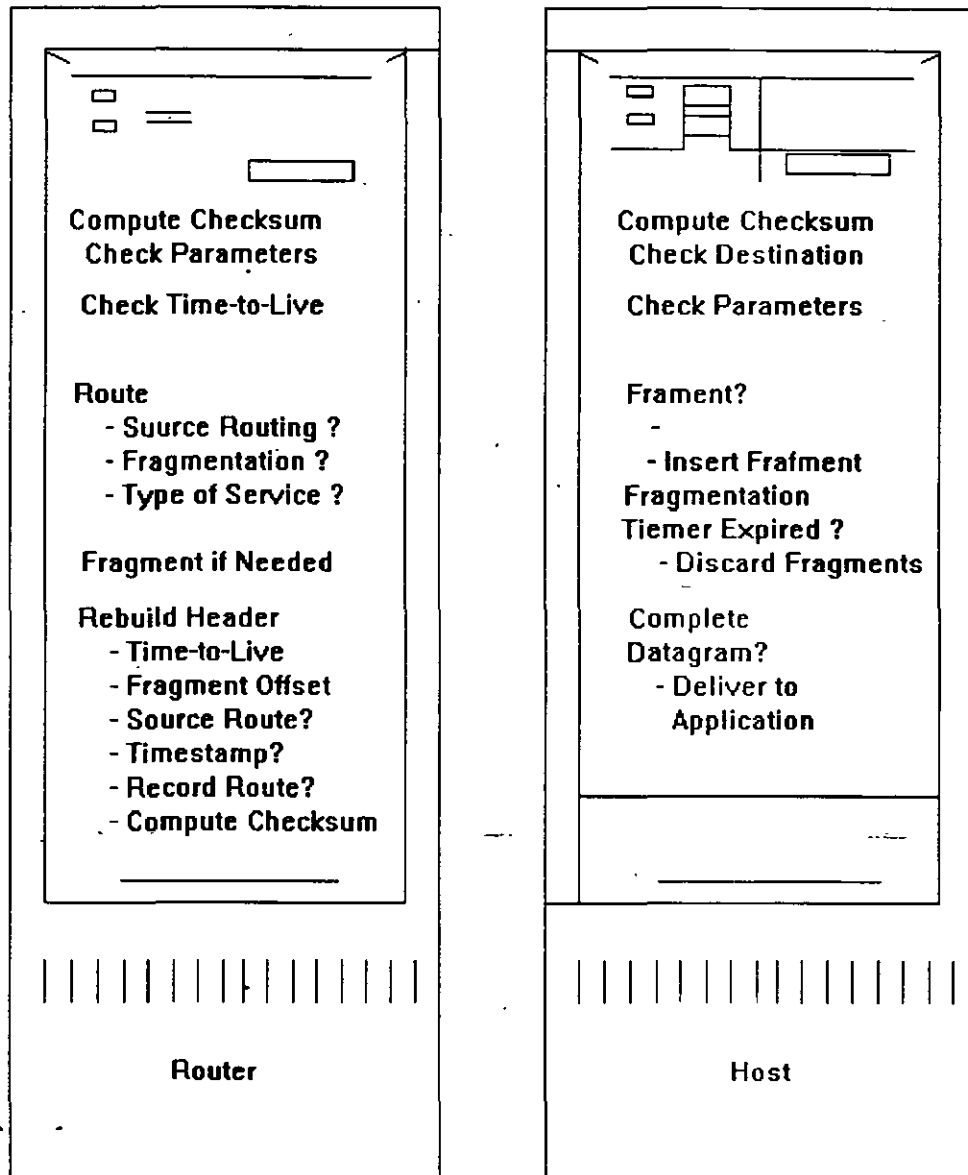 Compute Checksum
Check Parameters
Check Time-to-Live
Route
- Suurce Routing ?
- Fragmentation ?
- Type of Service ?
Fragment if Needed
Rebuild Header
- Time-to-Live
- Fragment Offset
- Source Route?
- Timestamp?
- Record Route?
- Compute Checksum
Router
Compute Checksum
Check Destination
Check Parameters
Frament?
-
- Insert Frafment
Fragmentation
Tiemer Expired ?
- Discard Fragments
Complete
Datagram?
- Deliver to
Application
Host